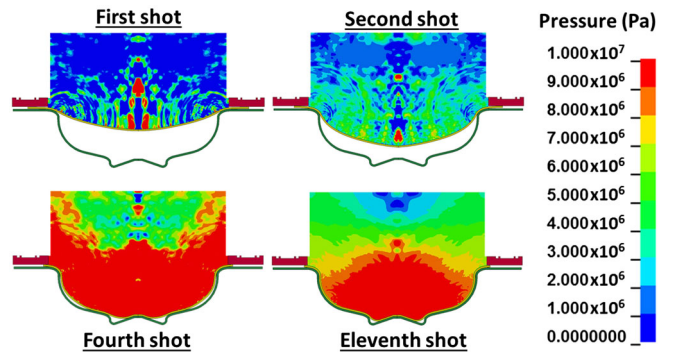 First shot
Second shot
Pressure (Pa)
1.000x10⁷
9.000x10⁶
8.000x10⁶
7.000x10⁶
6.000x10⁶
5.000x10⁶
4.000x10⁶
3.000x10⁶
2.000x10⁶
1.000x10⁶
0.0000000
Fourth shot
Eleventh shot